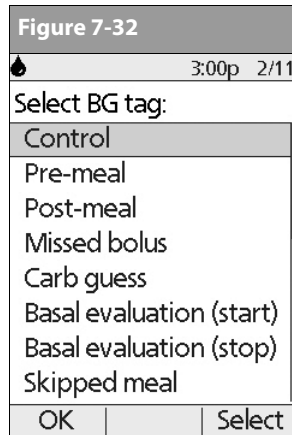 Figure 7-32
3:00p 2/11
Select BG tag:
Control
Pre-meal
Post-meal
Missed bolus
Carb guess
Basal evaluation (start)
Basal evaluation (stop)
Skipped meal
OK Select